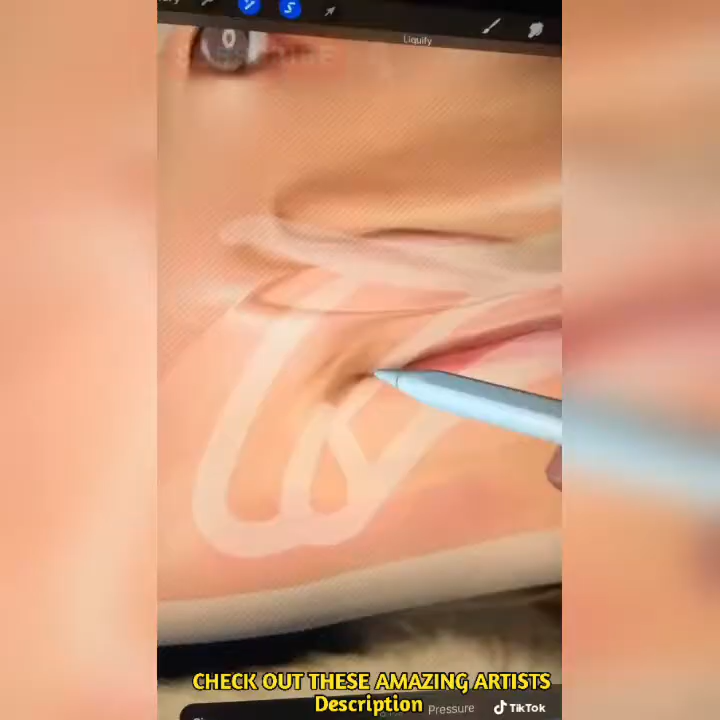 Liquify
CHECK OUT THESE AMAZING ARTISTS
Description
Pressure
TikTok